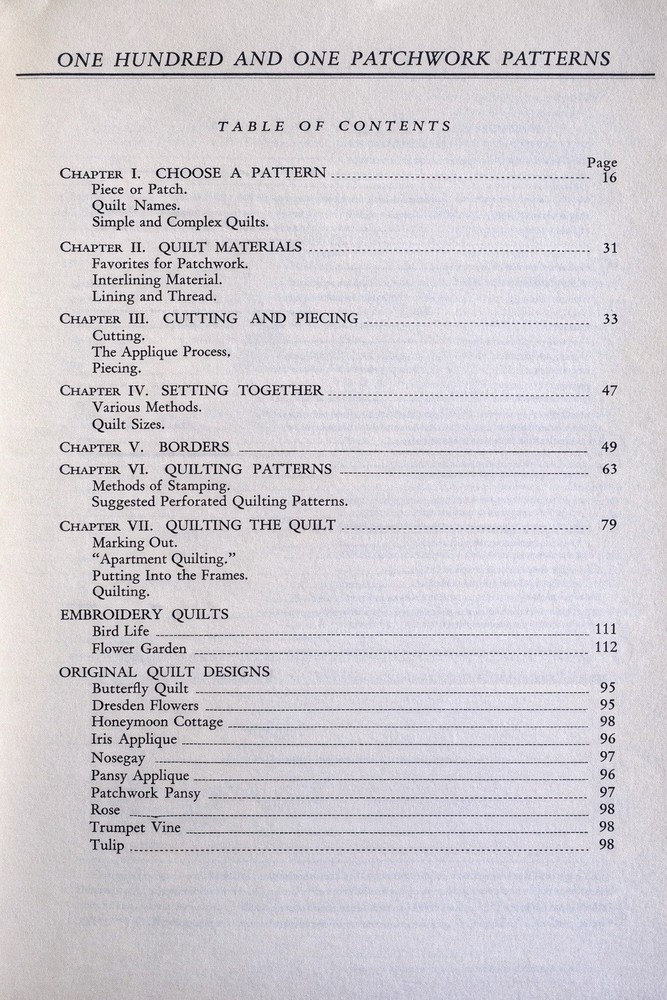 ONE HUNDRED AND ONE PATCHWORK PATTERNS
TABLE OF CONTENTS
Page
CHAPTER I. CHOOSE A PATTERN 16
Piece or Patch.
Quilt Names.
Simple and Complex Quilts.
CHAPTER II. QUILT MATERIALS 31
Favorites for Patchwork.
Interlining Material.
Lining and Thread.
CHAPTER III. CUTTING AND PIECING 33
Cutting.
The Applique Process,
Piecing.
CHAPTER IV. SETTING TOGETHER 47
Various Methods.
Quilt Sizes.
CHAPTER V. BORDERS 49
CHAPTER VI. QUILTING PATTERNS 63
Methods of Stamping.
Suggested Perforated Quilting Patterns.
CHAPTER VII. QUILTING THE QUILT 79
Marking Out.
“Apartment Quilting.”
Putting Into the Frames.
Quilting.
EMBROIDERY QUILTS
Bird Life 111
Flower Garden 112
ORIGINAL QUILT DESIGNS
Butterfly Quilt 95
Dresden Flowers 95
Honeymoon Cottage 98
Iris Applique 96
Nosegay 97
Pansy Applique 96
Patchwork Pansy 97
Rose 98
Trumpet Vine 98
Tulip 98